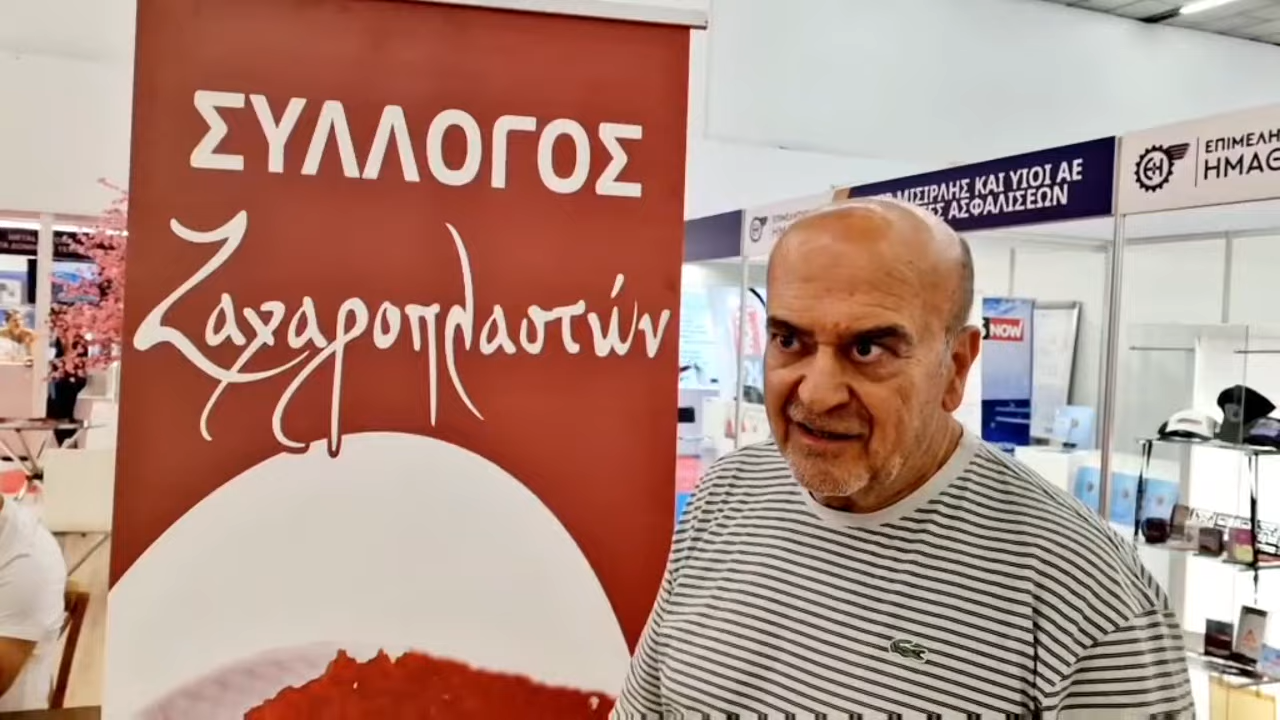 ΣΥΛΛΟΓΟΣ
Ζαχαροπλαστών
ΜΙΣΙΡΛΗΣ ΚΑΙ ΥΙΟΙ ΑΕ
ΑΣΦΑΛΙΣΕΩΝ
ΕΠΙΜΕΛΗ
ΗΜΑΘ
NOW